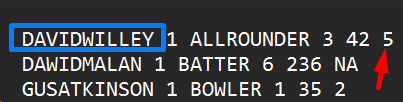 DAVIDWILLEY 1 ALLROUNDER 3 42 5
DAWIDMALAN 1 BATTER 6 236 NA
GUSATKINSON 1 BOWLER 1 35 2